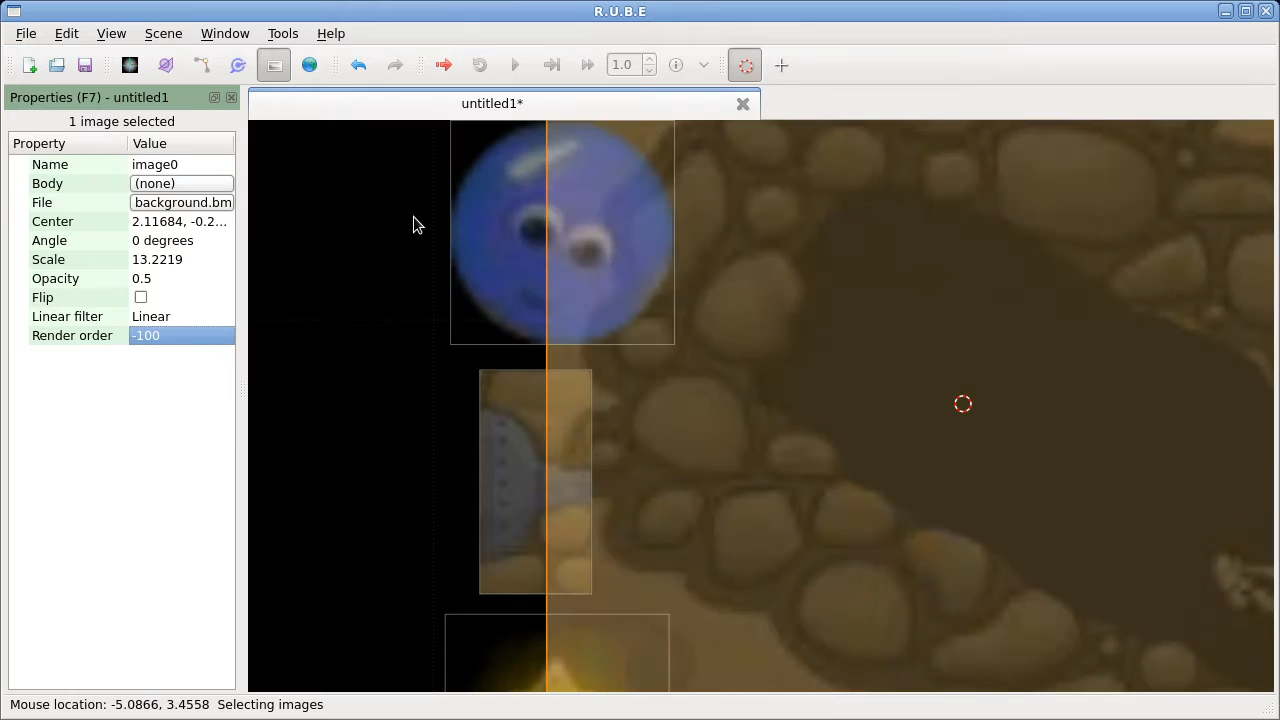 R.U.B.E
File Edit View Scene Window Tools Help
1.0
Properties (F7) - untitled1
untitled1*
1 image selected
Property Value
Name image0
Body (none)
File background.bm
Center 2.11684, -0.2...
Angle 0 degrees
Scale 13.2219
Opacity 0.5
Flip
Linear filter Linear
Render order -100
Mouse location: -5.0866, 3.4558 Selecting images